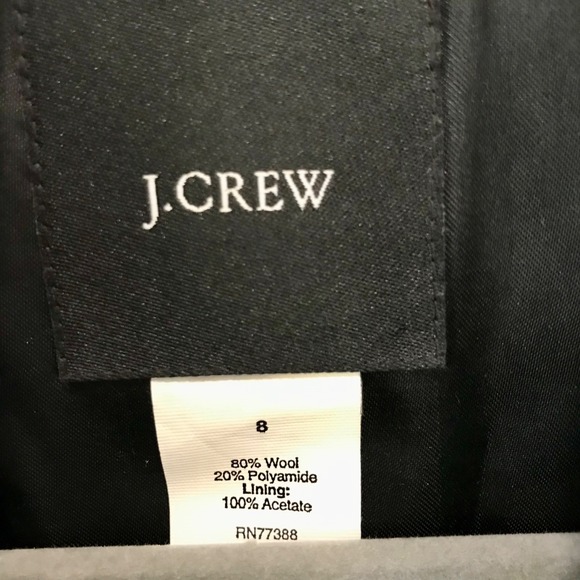 J.CREW
8
80% Wool
20% Polyamide
Lining:
100% Acetate
RN77388